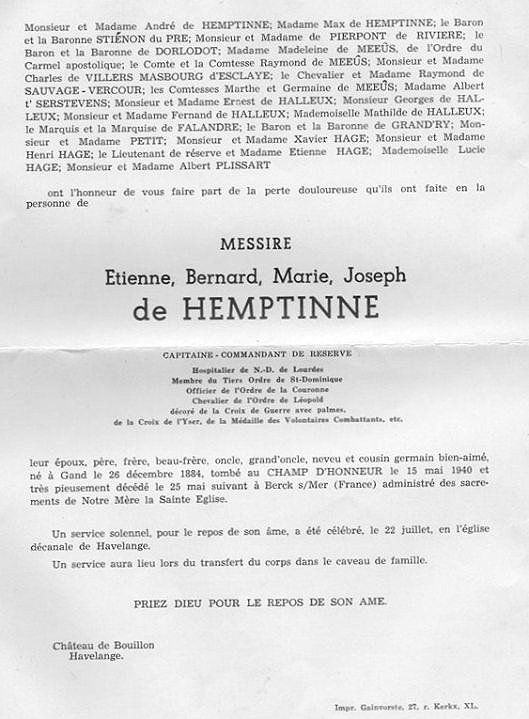 Monsieur et Madame André de HEMPTINNE; Madame Max de HEMPTINNE; le Baron
et la Baronne STIÉNON du PRE; Monsieur et Madame de PIERPONT de RIVIERE; le
Baron et la Baronne de DORLODOT; Madame Madeleine de MEEÛS, de l'Ordre du
Carmel apostolique; le Comte et la Comtesse Raymond de MEEÛS; Monsieur et Madame
Charles de VILLERS MASBOURG d'ESCLAYE; le Chevalier et Madame Raymond de
SAUVAGE-VERCOUR; les Comtesses Marthe et Germaine de MEEÛS; Madame Albert
t' SERSTEVENS; Monsieur et Madame Ernest de HALLEUX; Monsieur Georges de HAL-
LEUX; Monsieur et Madame Fernand de HALLEUX; Mademoiselle Mathilde de HALLEUX;
le Marquis et la Marquise de FALANDRE; le Baron et la Baronne de GRAND'RY; Mon-
sieur et Madame PETIT; Monsieur et Madame Xavier HAGE; Monsieur et Madame
Henri HAGE; le Lieutenant de réserve et Madame Etienne HAGE; Mademoiselle Lucie
HAGE; Monsieur et Madame Albert PLISSART
ont l'honneur de vous faire part de la perte douloureuse qu'ils ont faite en la
personne de
MESSIRE
Etienne, Bernard, Marie, Joseph
de HEMPTINNE
CAPITAINE-COMMANDANT DE RESERVE
Hospitalier de N.-D. de Lourdes
Membre du Tiers Ordre de St-Dominique
Officier de l'Ordre de la Couronne
Chevalier de l'Ordre de Léopold
décoré de la Croix de Guerre avec palmes,
de la Croix de l'Yser, de la Médaille des Volontaires Combattants, etc.
leur époux, père, frère, beau-frère, oncle, grand'oncle, neveu et cousin germain bien-aimé,
né à Gand le 26 décembre 1884, tombé au CHAMP D'HONNEUR le 15 mai 1940 et
très pieusement décédé le 25 mai suivant à Berck s/Mer (France) administré des sacre-
ments de Notre Mère la Sainte Eglise.
Un service solennel, pour le repos de son âme, a été célébré, le 22 juillet, en l'église
décanale de Havelange.
Un service aura lieu lors du transfert du corps dans le caveau de famille.
PRIEZ DIEU POUR LE REPOS DE SON AME.
Château de Bouillon
Havelange.
Impr. Gainvorste, 27, r. Kerkx, XL.